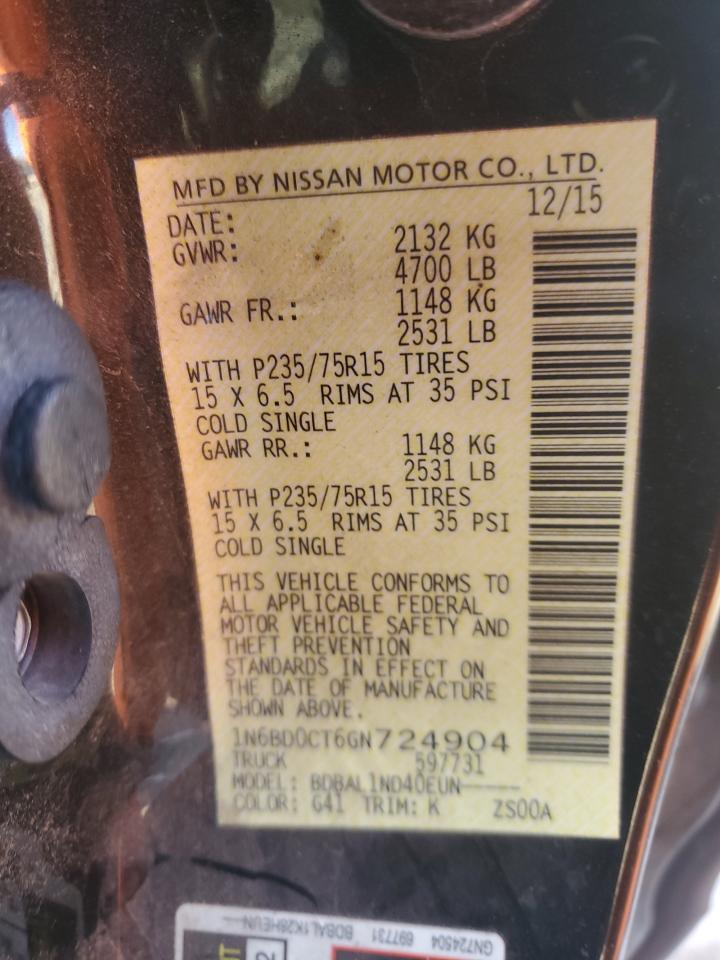 MFD BY NISSAN MOTOR CO., LTD.
DATE: 12/15
GVWR: 2132 KG
4700 LB
GAWR FR.: 1148 KG
2531 LB
WITH P235/75R15 TIRES
15 X 6.5 RIMS AT 35 PSI
COLD SINGLE
GAWR RR.: 1148 KG
2531 LB
WITH P235/75R15 TIRES
15 X 6.5 RIMS AT 35 PSI
COLD SINGLE
THIS VEHICLE CONFORMS TO
ALL APPLICABLE FEDERAL
MOTOR VEHICLE SAFETY AND
THEFT PREVENTION
STANDARDS IN EFFECT ON
THE DATE OF MANUFACTURE
SHOWN ABOVE.
1N6BD0CT6GN724904
TRUCK 597731
MODEL: BDBAL1ND40EUN-----
COLOR: G41 TRIM: K ZS00A